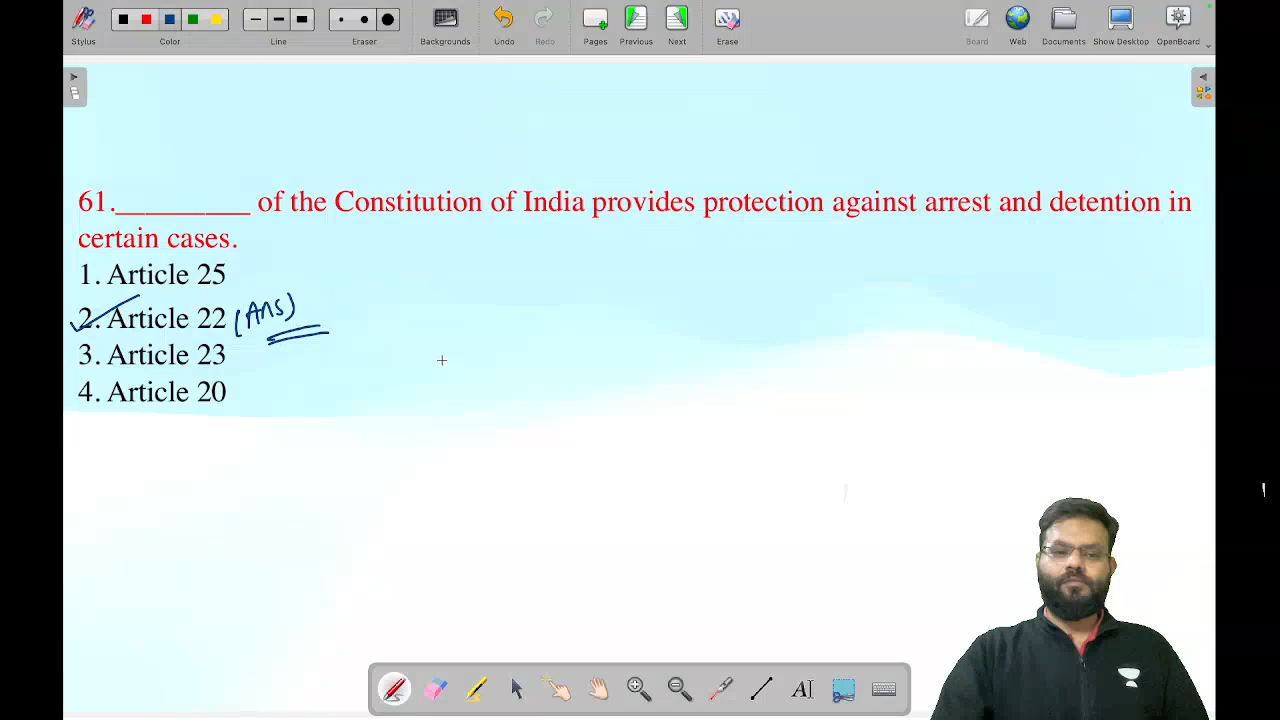 Stylus
Color
Line
Eraser
Backgrounds
Undo
Redo
Pages
Previous
Next
Erase
Board
Web
Documents
Show Desktop
OpenBoard
61._________ of the Constitution of India provides protection against arrest and detention in
certain cases.
1. Article 25
2. Article 22 (Ans)
3. Article 23
4. Article 20